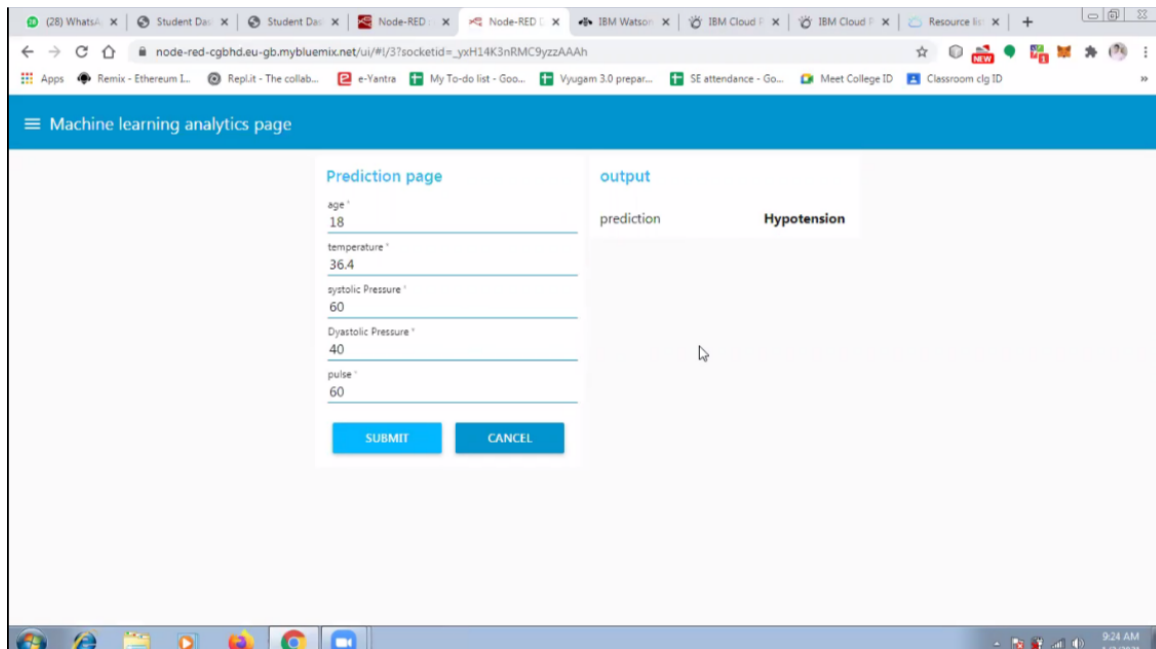 (28) WhatsA
Student Das
Student Das
Node-RED :
Node-RED D
IBM Watson
IBM Cloud P
IBM Cloud P
Resource lis
node-red-cgbhd.eu-gb.mybluemix.net/ui/#!/3?socketid=_yxH14K3nRMC9yzzAAAh
NEW
1
Apps
Remix - Ethereum I...
Repl.it - The collab...
e-Yantra
My To-do list - Goo...
Vyugam 3.0 prepar...
SE attendance - Go...
Meet College ID
Classroom clg ID
Machine learning analytics page
Prediction page
age *
18
temperature *
36.4
systolic Pressure *
60
Dyastolic Pressure *
40
pulse *
60
SUBMIT
CANCEL
output
prediction
Hypotension
9:24 AM